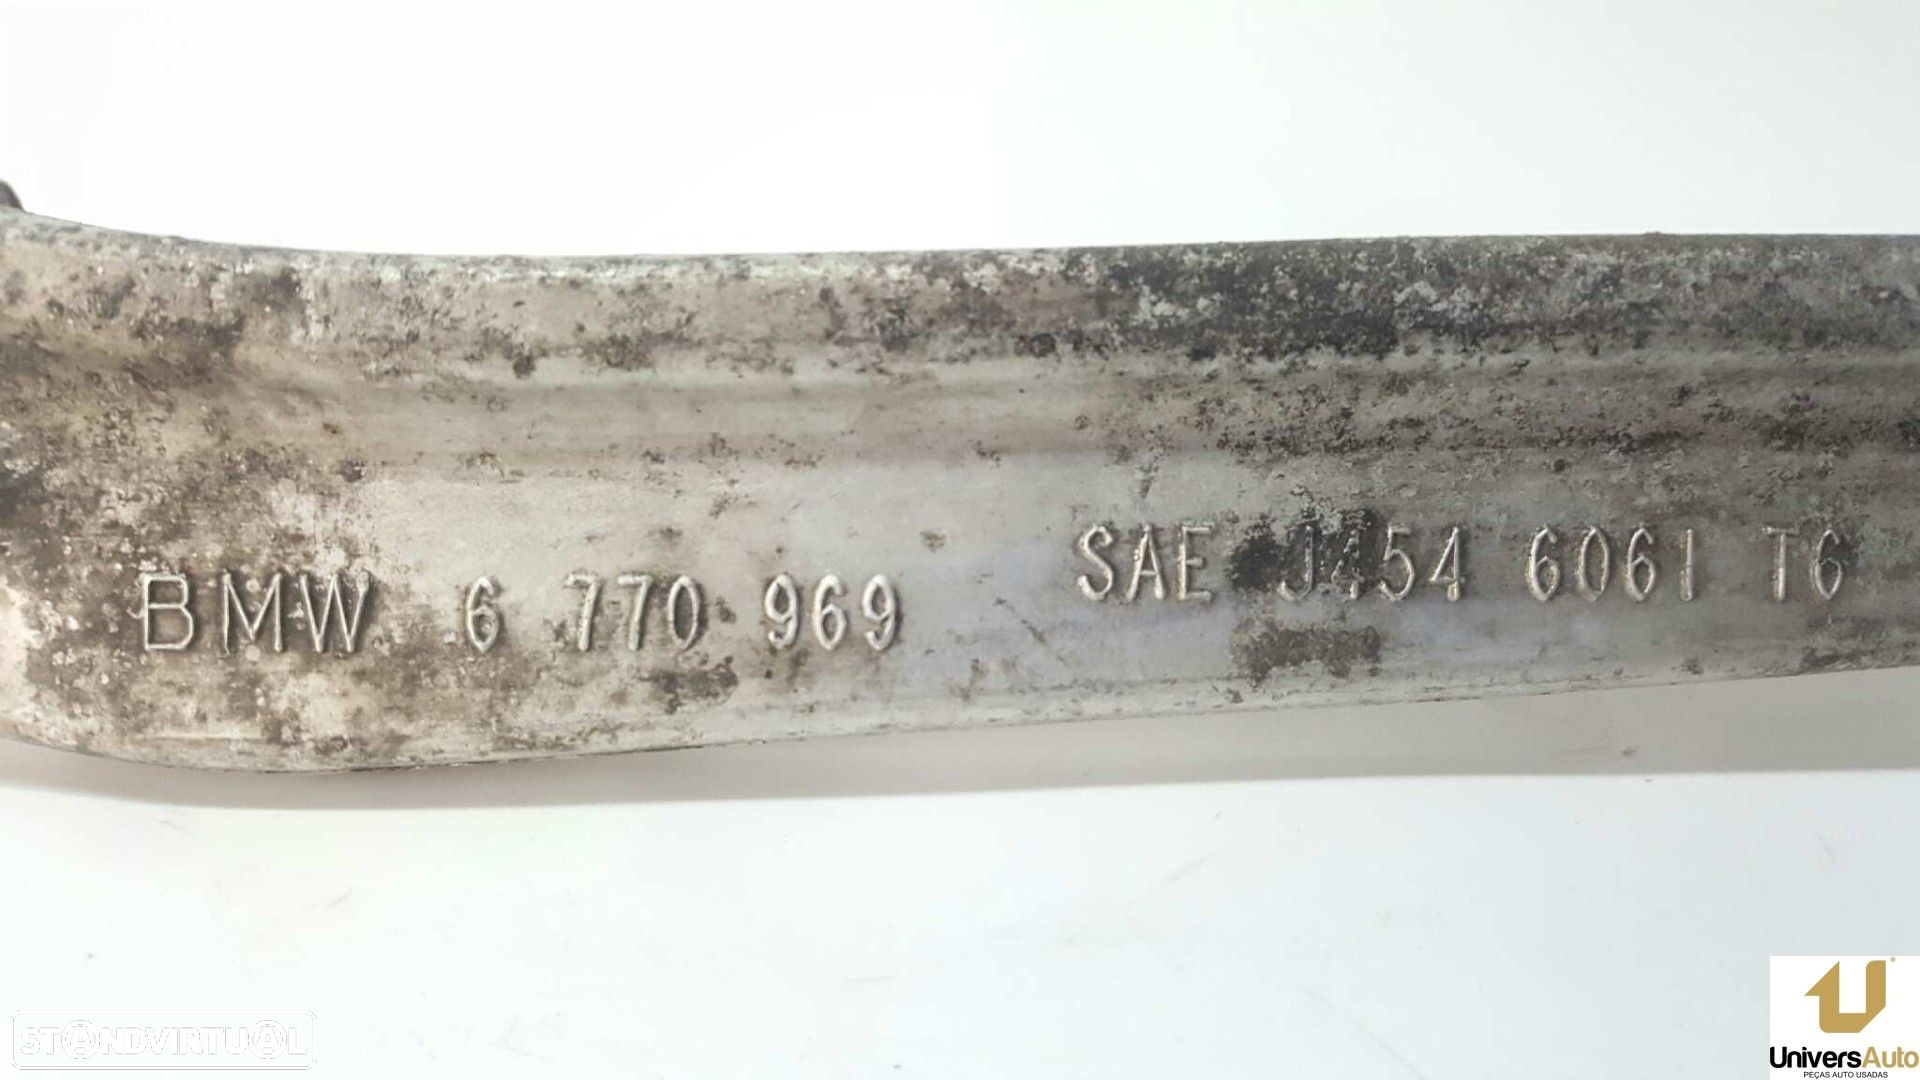 BMW 6 770 969
SAE J454 6061 T6
STANDVIRTUAL
UniversAuto
PEÇAS AUTO USADAS